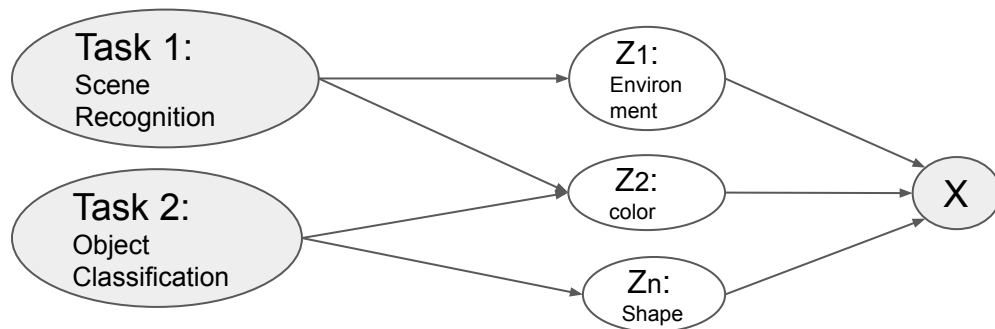 Task 1:
Scene
Recognition
Task 2:
Object
Classification
Z1:
Environ
ment
Z2:
color
Zn:
Shape
X